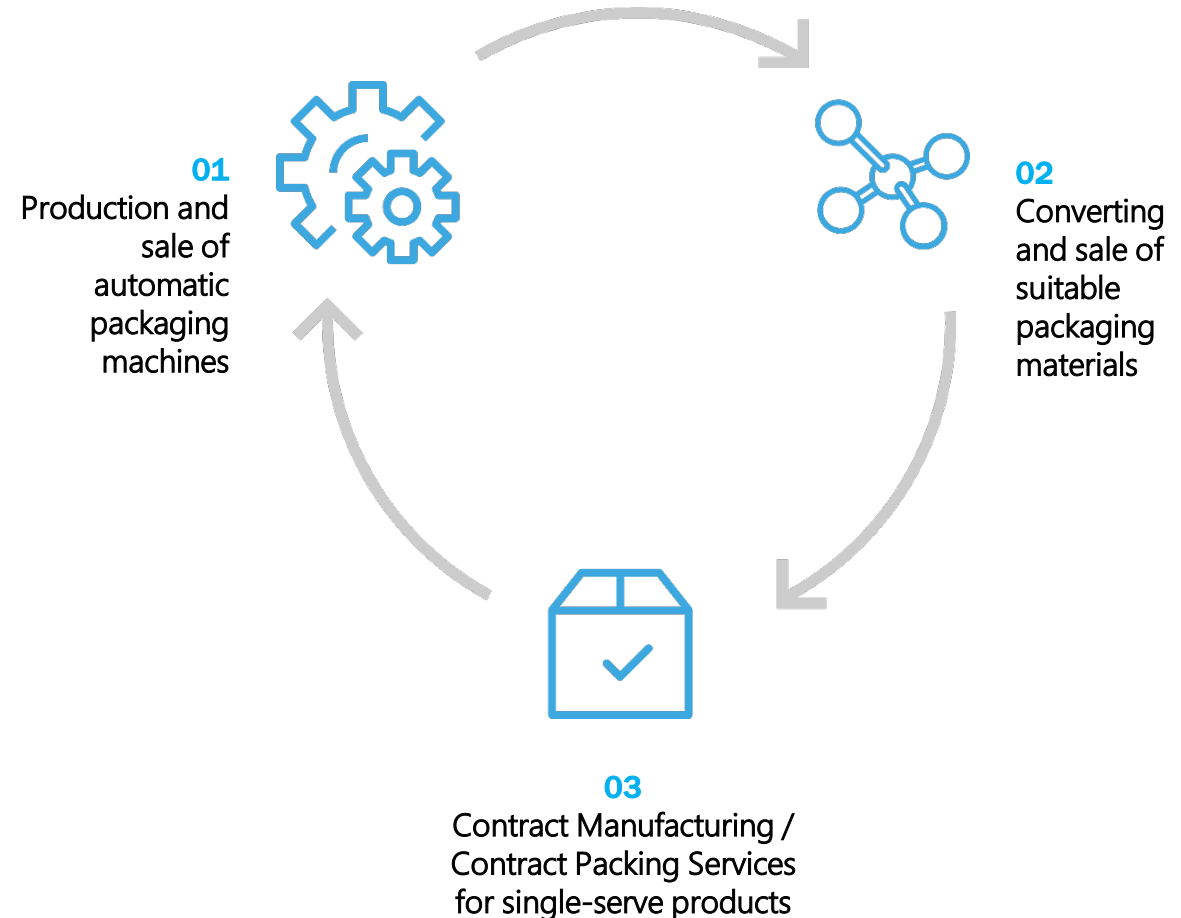 01
Production and
sale of
automatic
packaging
machines
02
Converting
and sale of
suitable
packaging
materials
03
Contract Manufacturing /
Contract Packing Services
for single-serve products